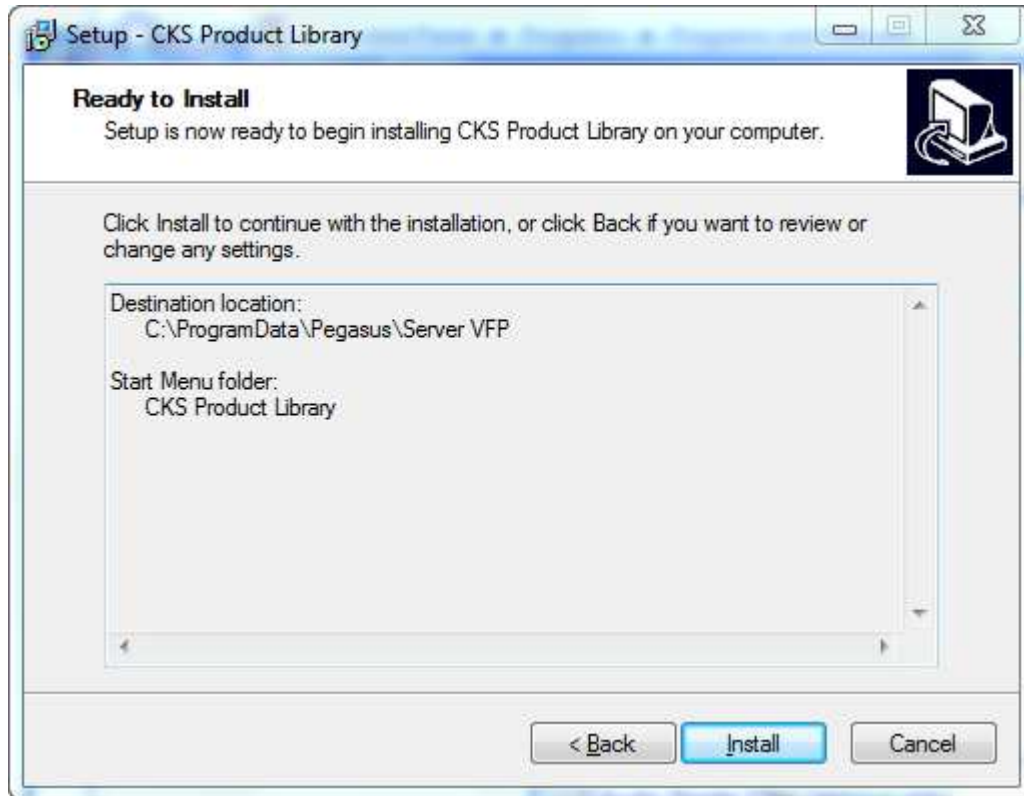 Setup - CKS Product Library
Ready to Install
Setup is now ready to begin installing CKS Product Library on your computer.
Click Install to continue with the installation, or click Back if you want to review or
change any settings.
Destination location:
C:\ProgramData\Pegasus\Server VFP
Start Menu folder:
CKS Product Library
< Back
Install
Cancel